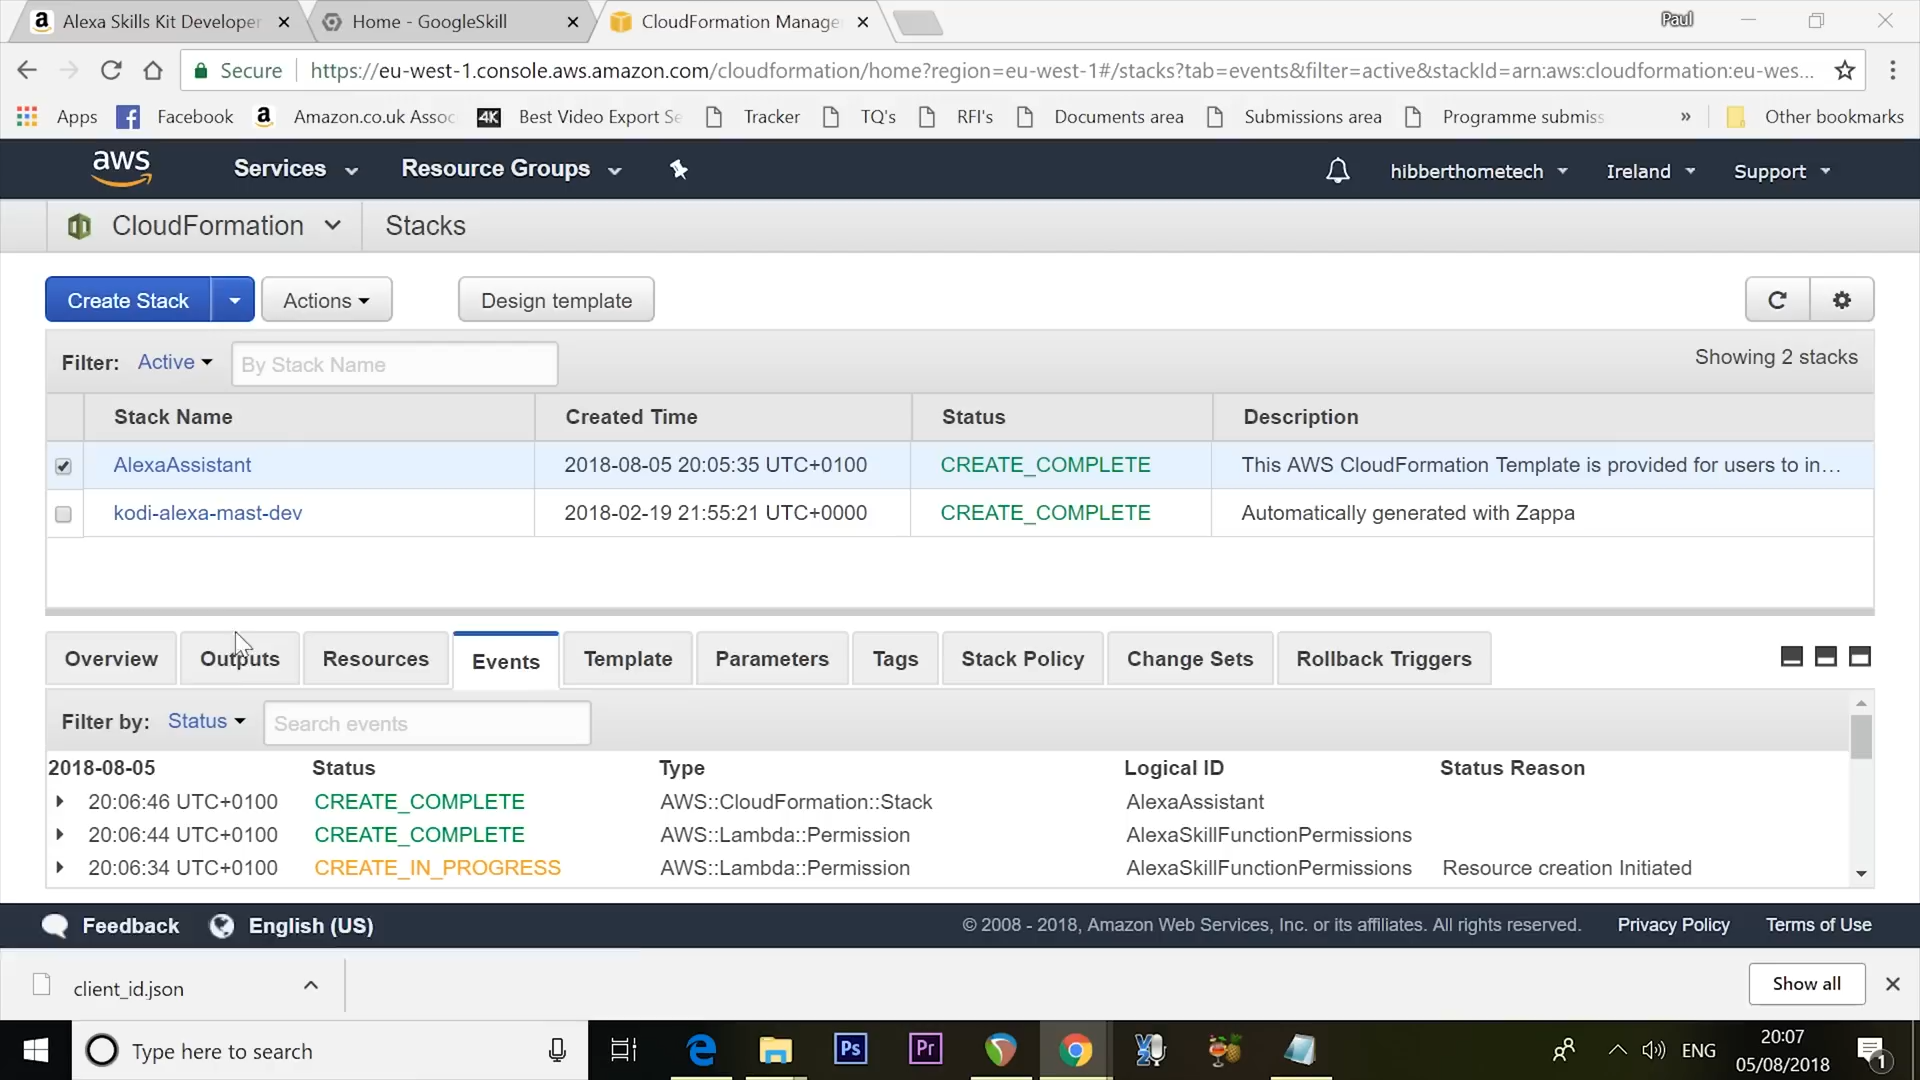 Alexa Skills Kit Developer
Home - GoogleSkill
CloudFormation Manage
Paul
Secure
https://eu-west-1.console.aws.amazon.com/cloudformation/home?region=eu-west-1#/stacks?tab=events&filter=active&stackId=arn:aws:cloudformation:eu-wes...
Apps
Facebook
Amazon.co.uk Assoc
4K
Best Video Export Se
Tracker
TQ's
RFI's
Documents area
Submissions area
Programme submiss
»
Other bookmarks
aws
Services
Resource Groups
hibberthometech
Ireland
Support
CloudFormation
Stacks
Create Stack
Actions
Design template
Filter: Active
By Stack Name
Showing 2 stacks
Stack Name Created Time Status Description
AlexaAssistant 2018-08-05 20:05:35 UTC+0100 CREATE_COMPLETE This AWS CloudFormation Template is provided for users to in...
kodi-alexa-mast-dev 2018-02-19 21:55:21 UTC+0000 CREATE_COMPLETE Automatically generated with Zappa
Overview Outputs Resources Events Template Parameters Tags Stack Policy Change Sets Rollback Triggers
Filter by: Status
Search events
2018-08-05 Status Type Logical ID Status Reason
20:06:46 UTC+0100 CREATE_COMPLETE AWS::CloudFormation::Stack AlexaAssistant
20:06:44 UTC+0100 CREATE_COMPLETE AWS::Lambda::Permission AlexaSkillFunctionPermissions
20:06:34 UTC+0100 CREATE_IN_PROGRESS AWS::Lambda::Permission AlexaSkillFunctionPermissions Resource creation Initiated
Feedback
English (US)
© 2008 - 2018, Amazon Web Services, Inc. or its affiliates. All rights reserved.
Privacy Policy
Terms of Use
client_id.json
Show all
Type here to search
Ps
Pr
ENG
20:07
05/08/2018
1